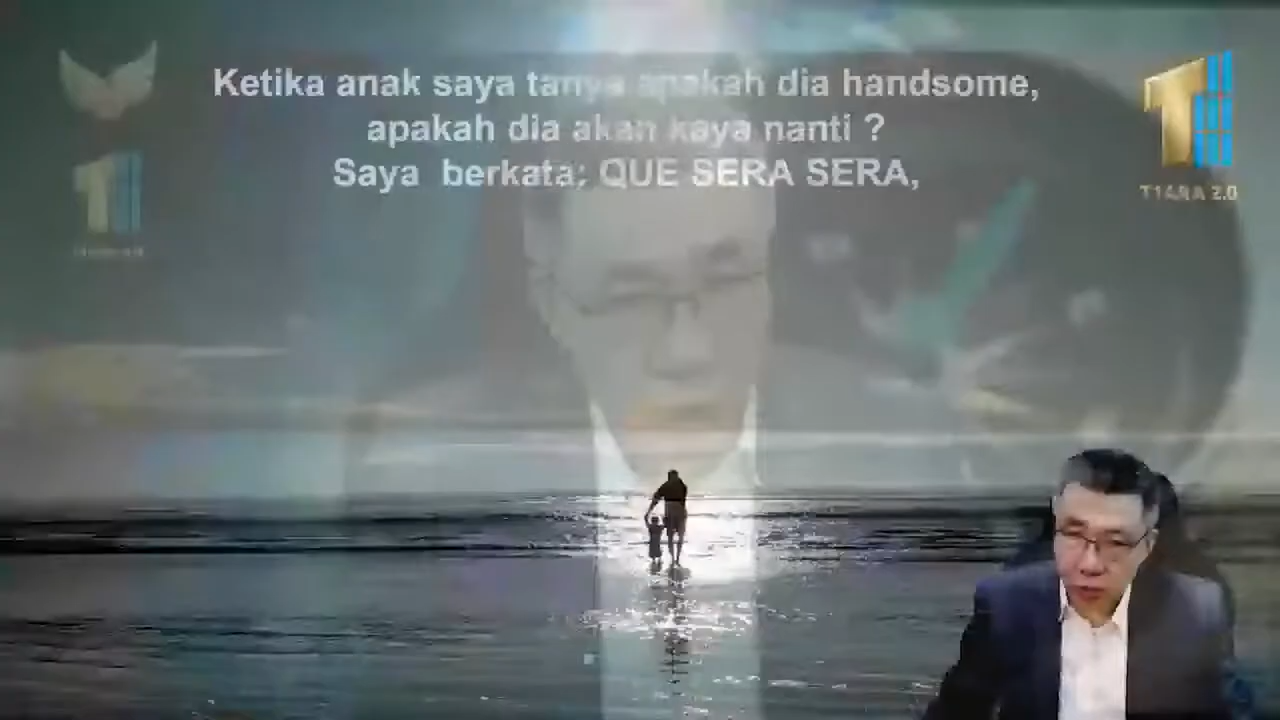 Ketika anak saya tanya apakah dia handsome,
apakah dia akan kaya nanti ?
Saya berkata; QUE SERA SERA,
T1ARA 2.0